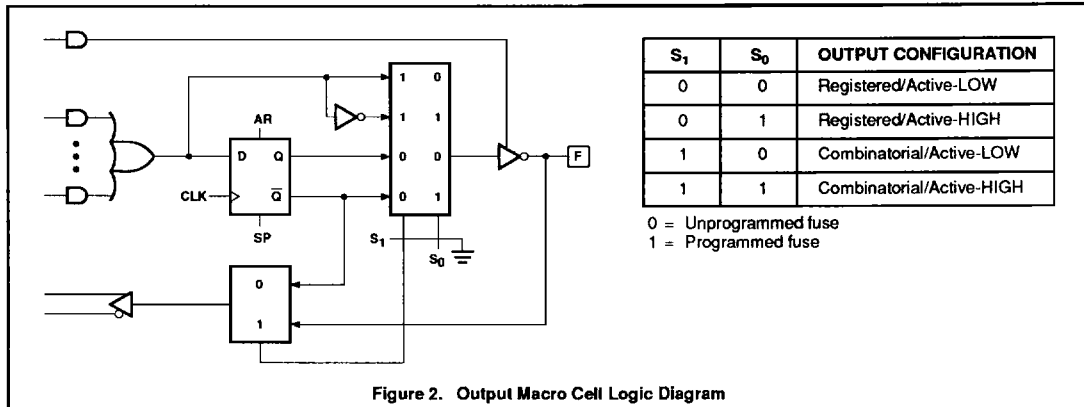 AR
D Q
CLK Q
SP
1 0
1 1
0 0
0 1
S1
S0
F
0
1
S1 S0 OUTPUT CONFIGURATION
0 0 Registered/Active-LOW
0 1 Registered/Active-HIGH
1 0 Combinatorial/Active-LOW
1 1 Combinatorial/Active-HIGH
0 = Unprogrammed fuse
1 = Programmed fuse
Figure 2. Output Macro Cell Logic Diagram